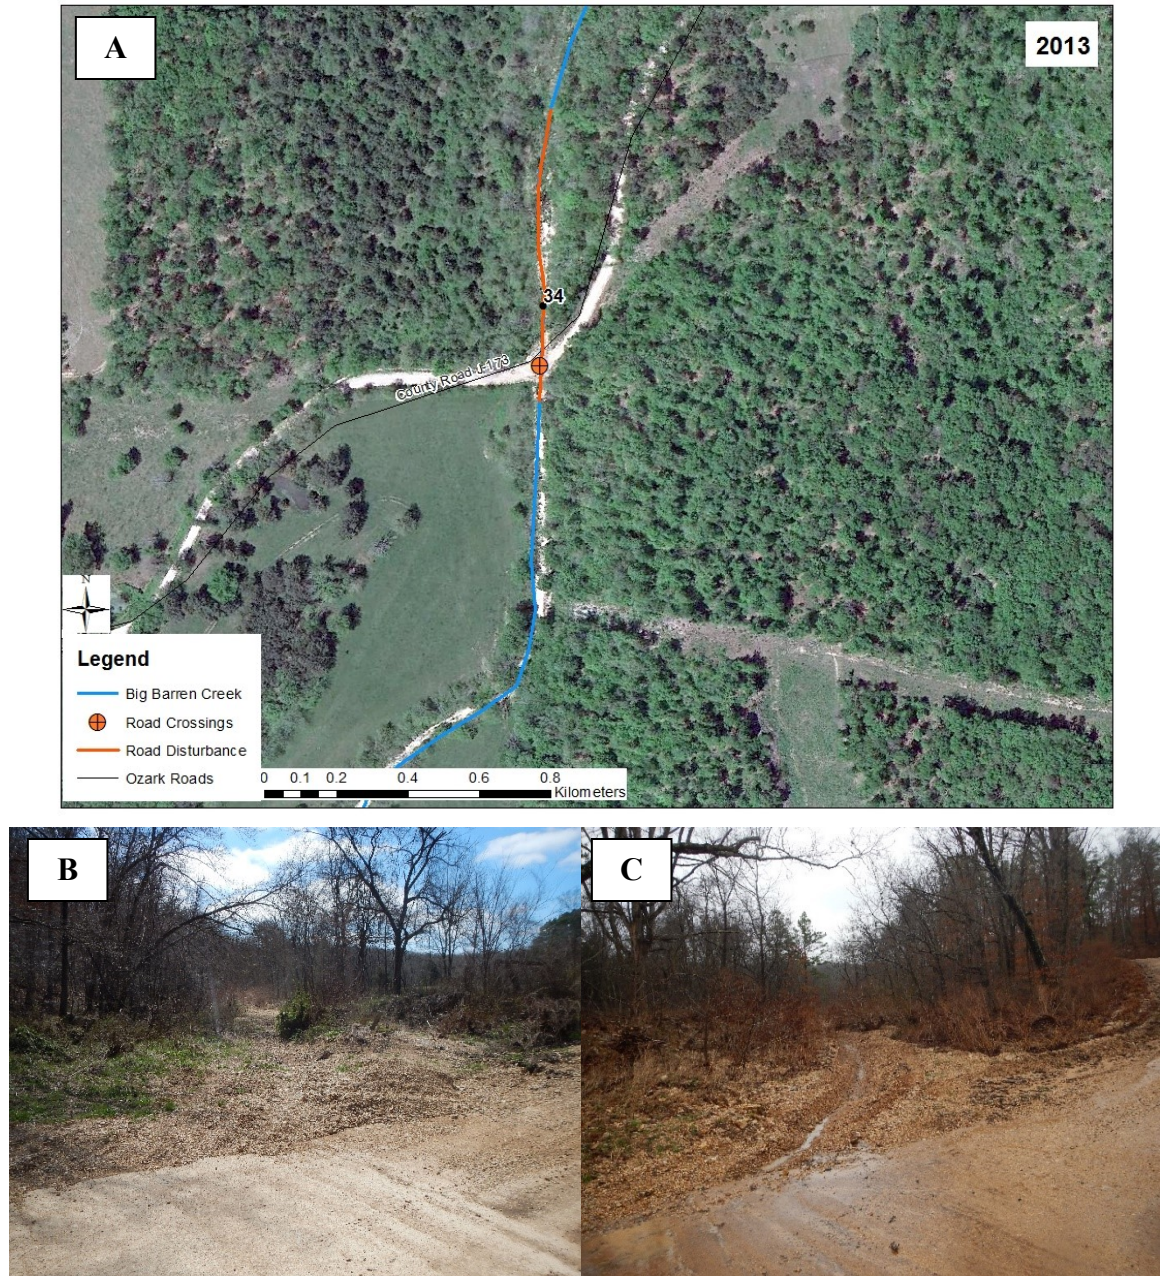 A
2013
34
County Road J-173
N
Legend
Big Barren Creek
Road Crossings
Road Disturbance
Ozark Roads
0 0.1 0.2 0.4 0.6 0.8
Kilometers
B
C